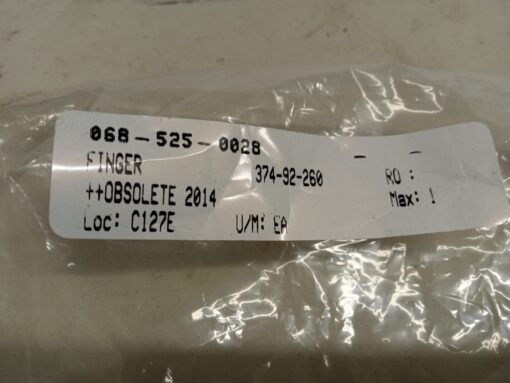 068-525-0028 - -
FINGER 374-92-260 RO :
++OBSOLETE 2014 Max: 1
Loc: C127E U/M: EA